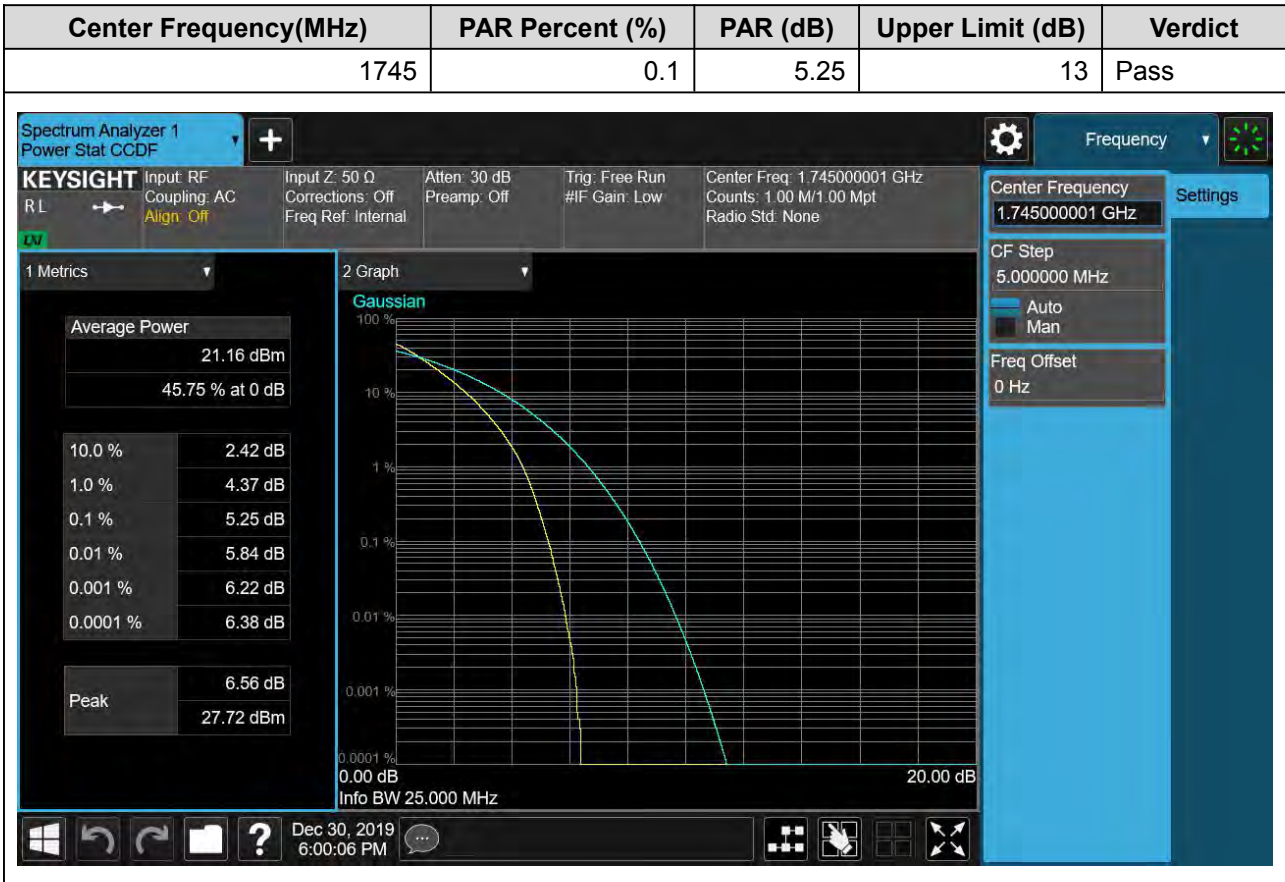 Center Frequency(MHz) PAR Percent (%) PAR (dB) Upper Limit (dB) Verdict
1745 0.1 5.25 13 Pass
Spectrum Analyzer 1
Power Stat CCDF
Frequency
KEYSIGHT
R L
Input: RF
Coupling: AC
Align: Off
Input Z: 50 Ω
Corrections: Off
Freq Ref: Internal
Atten: 30 dB
Preamp: Off
Trig: Free Run
#IF Gain: Low
Center Freq: 1.745000001 GHz
Counts: 1.00 M/1.00 Mpt
Radio Std: None
Center Frequency
1.745000001 GHz
Settings
CF Step
5.000000 MHz
Auto
Man
Freq Offset
0 Hz
1 Metrics
Average Power
21.16 dBm
45.75 % at 0 dB
10.0 % 2.42 dB
1.0 % 4.37 dB
0.1 % 5.25 dB
0.01 % 5.84 dB
0.001 % 6.22 dB
0.0001 % 6.38 dB
Peak
6.56 dB
27.72 dBm
2 Graph
Gaussian
100 %
10 %
1 %
0.1 %
0.01 %
0.001 %
0.0001 %
0.00 dB 20.00 dB
Info BW 25.000 MHz
Dec 30, 2019
6:00:06 PM